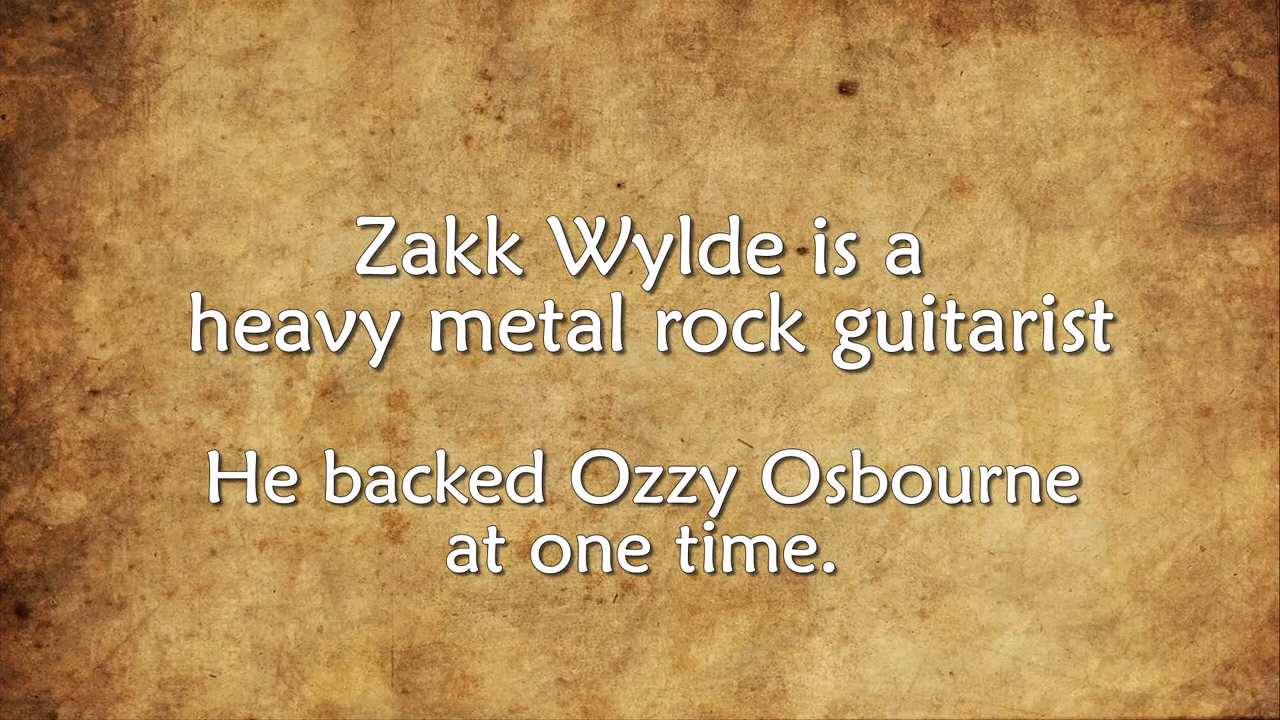 Zakk Wylde is a
heavy metal rock guitarist
He backed Ozzy Osbourne
at one time.